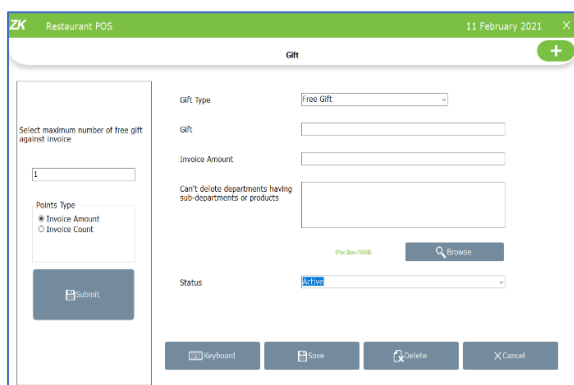 ZK Restaurant POS 11 February 2021 X
Gift
+
Select maximum number of free gift
against invoice
1
Points Type
Invoice Amount
Invoice Count
Submit
Gift Type Free Gift
Gift
Invoice Amount
Can't delete departments having
sub-departments or products
Browse
Status Active
Keyboard Save Delete Cancel